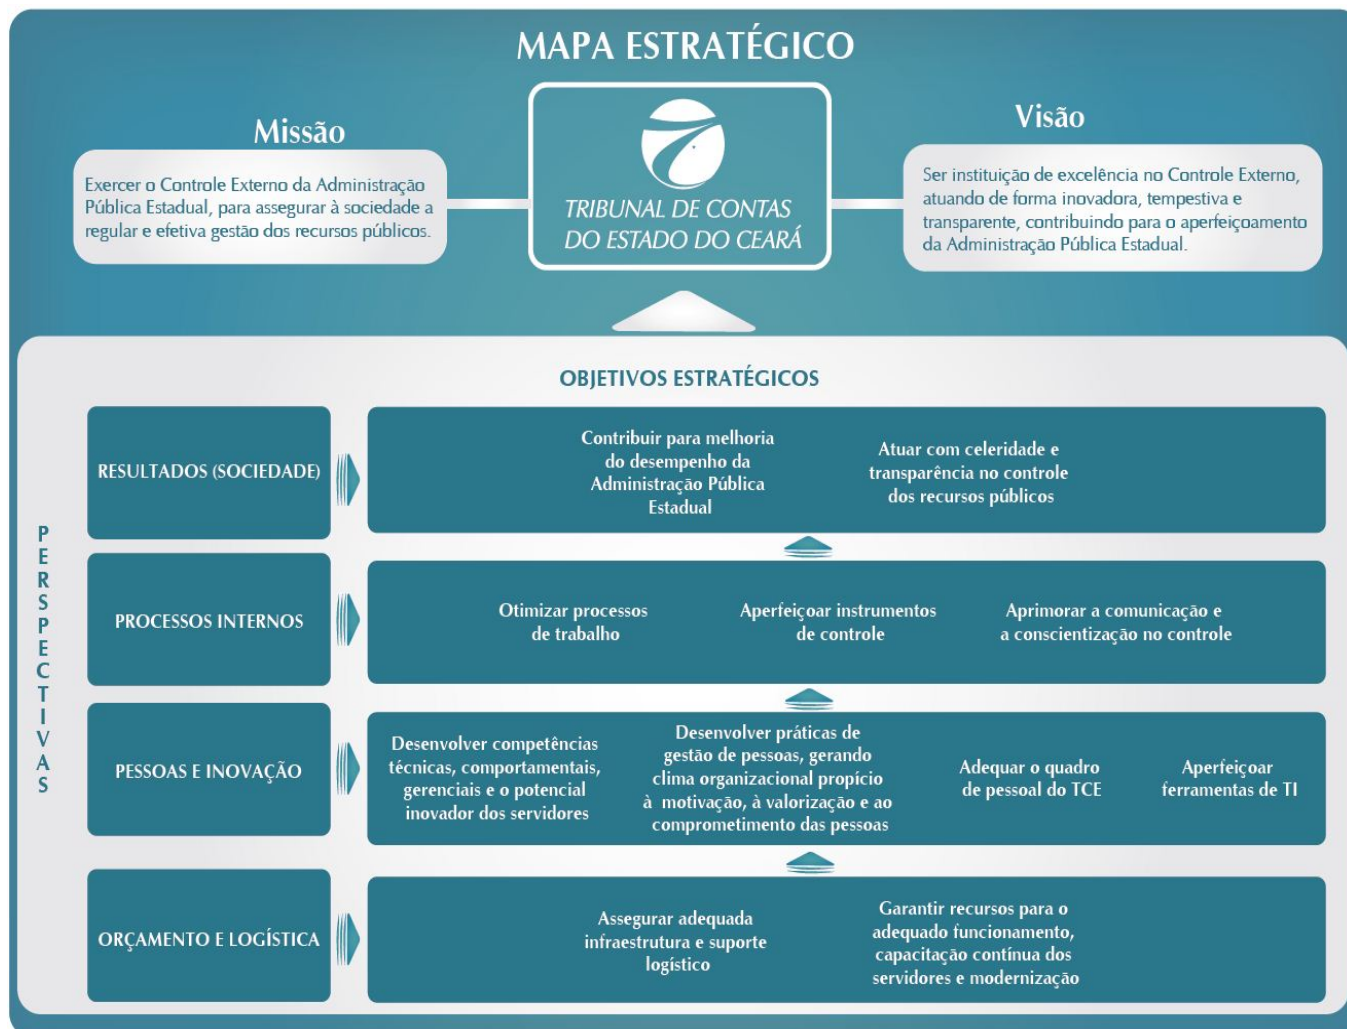 MAPA ESTRATÉGICO
Missão
Exercer o Controle Externo da Administração
Pública Estadual, para assegurar à sociedade a
regular e efetiva gestão dos recursos públicos.
TRIBUNAL DE CONTAS
DO ESTADO DO CEARÁ
Visão
Ser instituição de excelência no Controle Externo,
atuando de forma inovadora, tempestiva e
transparente, contribuindo para o aperfeiçoamento
da Administração Pública Estadual.
OBJETIVOS ESTRATÉGICOS
PERSPECTIVAS
RESULTADOS (SOCIEDADE)
Contribuir para melhoria
do desempenho da
Administração Pública
Estadual
Atuar com celeridade e
transparência no controle
dos recursos públicos
PROCESSOS INTERNOS
Otimizar processos
de trabalho
Aperfeiçoar instrumentos
de controle
Aprimorar a comunicação e
a conscientização no controle
PESSOAS E INOVAÇÃO
Desenvolver competências
técnicas, comportamentais,
gerenciais e o potencial
inovador dos servidores
Desenvolver práticas de
gestão de pessoas, gerando
clima organizacional propício
à motivação, à valorização e ao
comprometimento das pessoas
Adequar o quadro
de pessoal do TCE
Aperfeiçoar
ferramentas de TI
ORÇAMENTO E LOGÍSTICA
Assegurar adequada
infraestrutura e suporte
logístico
Garantir recursos para o
adequado funcionamento,
capacitação contínua dos
servidores e modernização